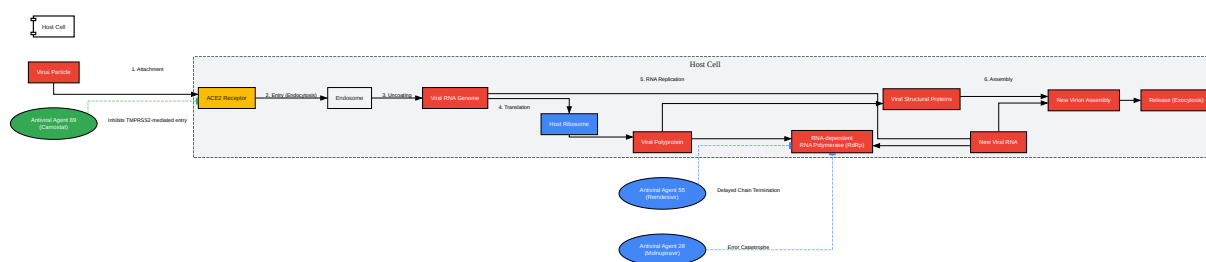 Host Cell
Host Cell
Virus Particle
1. Attachment
5. RNA Replication
6. Assembly
ACE2 Receptor
2. Entry (Endocytosis)
Endosome
3. Uncoating
Viral RNA Genome
4. Translation
Viral Structural Proteins
New Virion Assembly
Release (Exocytosis)
Antiviral Agent 89
(Camostat)
Inhibits TMPRSS2-mediated entry
Host Ribosome
Viral Polyprotein
RNA-dependent
RNA Polymerase (RdRp)
New Viral RNA
Antiviral Agent 55
(Remdesivir)
Delayed Chain Termination
Antiviral Agent 28
(Molnupiravir)
Error Catastrophe